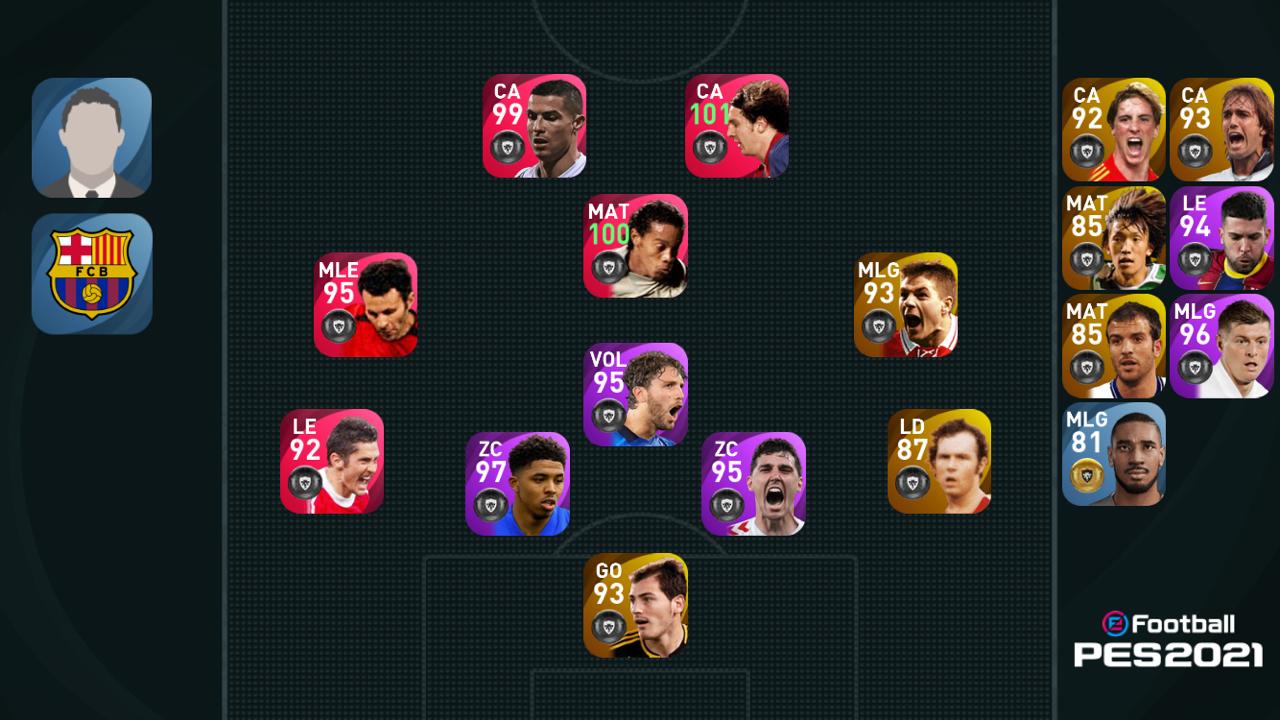 CA
99
CA
101
MAT
100
MLE
95
MLG
93
VOL
95
LE
92
ZC
97
ZC
95
LD
87
GO
93
FCB
CA
92
CA
93
MAT
85
LE
94
MAT
85
MLG
96
MLG
81
eFootball
PES2021